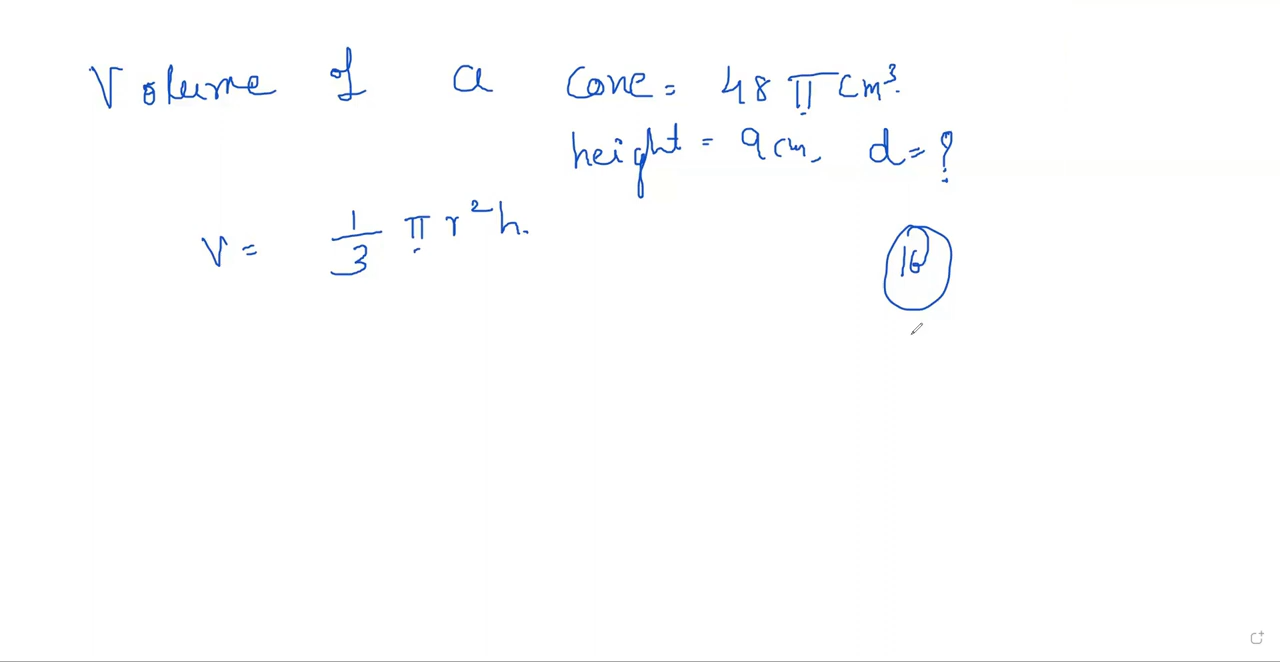 Volume of a cone = 48 π cm³.
height = 9 cm, d = ?
V = 1/3 π r² h.
16